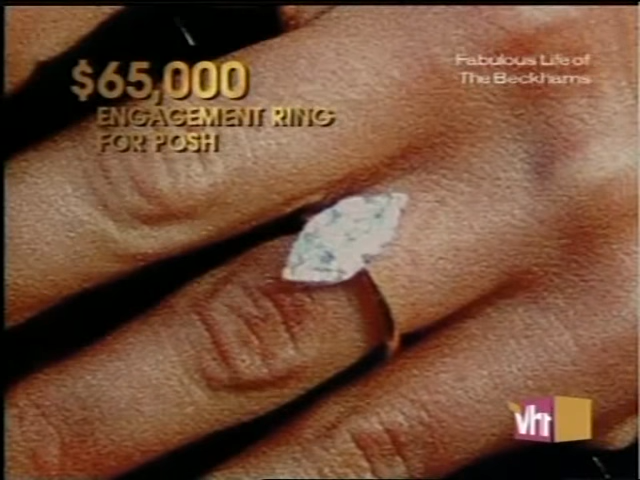 $65,000
ENGAGEMENT RING
FOR POSH
Fabulous Life of
The Beckhams
vh1